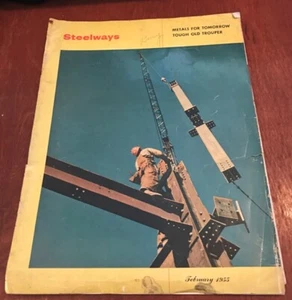 Steelways
METALS FOR TOMORROW
TOUGH OLD TROUPER
February 1955